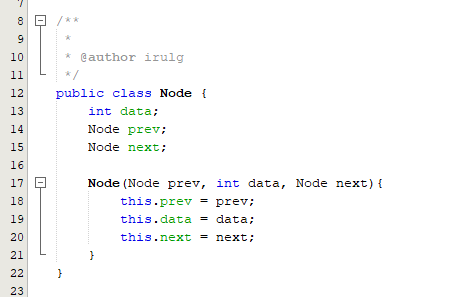 7
8 /**
9  *
10  * @author irulg
11  */
12 public class Node {
13     int data;
14     Node prev;
15     Node next;
16
17     Node(Node prev, int data, Node next){
18         this.prev = prev;
19         this.data = data;
20         this.next = next;
21     }
22 }
23